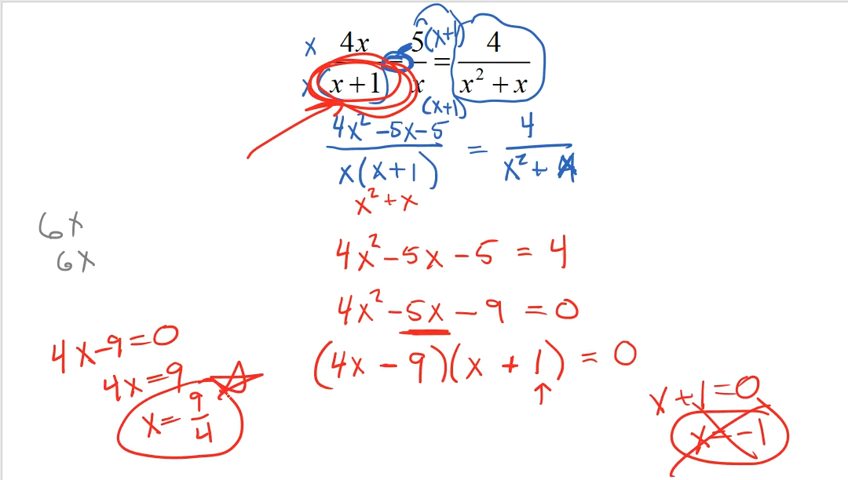 x 4x/(x+1) = 5(x+1)/x(x+1) = 4/(x² + x)
(4x² - 5x - 5)/(x(x+1)) = 4/(x² + x)
x² + x
6x
6x
4x² - 5x - 5 = 4
4x² - 5x - 9 = 0
(4x - 9)(x + 1) = 0
4x - 9 = 0
4x = 9
x = 9/4
x + 1 = 0
x = -1